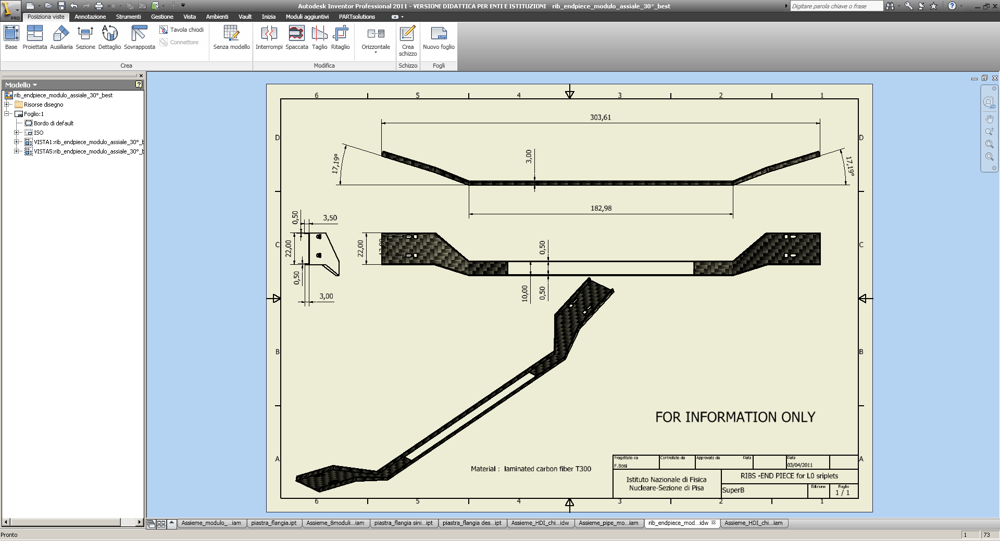 Autodesk Inventor Professional 2011 - VERSIONE DIDATTICA PER ENTI E ISTITUZIONI rib_endpiece_modulo_assiale_30°_best
Digitare parola chiave o frase
PRO
Posiziona viste Annotazione Strumenti Gestione Vista Ambienti Vault Inizia Moduli aggiuntivi PARTsolutions
Base Proiettata Ausiliaria Sezione Dettaglio Sovrapposta
Tavola chiodi
Connettore
Senza modello
Interrompi Spaccata Taglio Ritaglio
Orizzontale
Crea schizzo
Nuovo foglio
Crea Modifica Schizzo Fogli
Modello
rib_endpiece_modulo_assiale_30°_best
Risorse disegno
Foglio:1
Bordo di default
ISO
VISTA1:rib_endpiece_modulo_assiale_30°_b
VISTA5:rib_endpiece_modulo_assiale_30°_b
2D
6 5 4 3 2 1
303,61
D D
17,19°
3,00
17,19°
182,98
0,50
3,50
C C
22,00
22,00
0,50
0,50
3,00
10,00
0,50
B B
FOR INFORMATION ONLY
A A
Material : laminated carbon fiber T300
Progettato da Controllato da Approvato da Data Data
F.Bosi 03/04/2011
Istituto Nazionale di Fisica
Nucleare-Sezione di Pisa
RIBS -END PIECE for L0 sriplets
SuperB
Edizione Foglio
1 / 1
6 5 4 3 2 1
Assieme_modulo_...iam piastra_flangia.ipt Assieme_8moduli...iam piastra_flangia sini...ipt piastra_flangia des...ipt Assieme_HDI_chi...idw Assieme_pipe_mo...iam rib_endpiece_mod...idw Assieme_HDI_chi...iam
Pronto
1 73